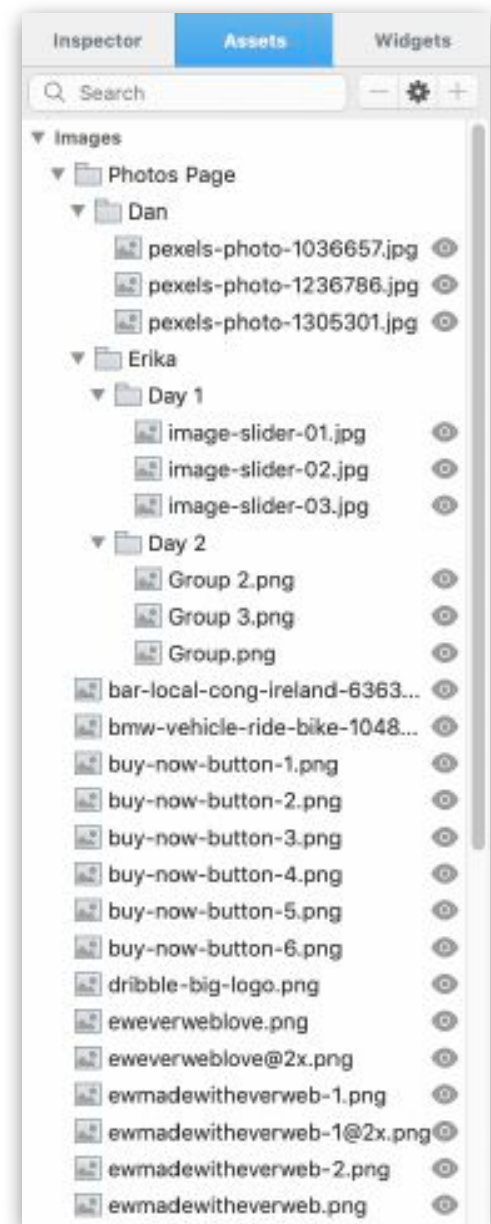 Inspector Assets Widgets
Search
Images
Photos Page
Dan
pexels-photo-1036657.jpg
pexels-photo-1236786.jpg
pexels-photo-1305301.jpg
Erika
Day 1
image-slider-01.jpg
image-slider-02.jpg
image-slider-03.jpg
Day 2
Group 2.png
Group 3.png
Group.png
bar-local-cong-ireland-6363...
bmw-vehicle-ride-bike-1048...
buy-now-button-1.png
buy-now-button-2.png
buy-now-button-3.png
buy-now-button-4.png
buy-now-button-5.png
buy-now-button-6.png
dribble-big-logo.png
eweverweblove.png
eweverweblove@2x.png
ewmadewitheverweb-1.png
ewmadewitheverweb-1@2x.png
ewmadewitheverweb-2.png
ewmadewitheverweb.png